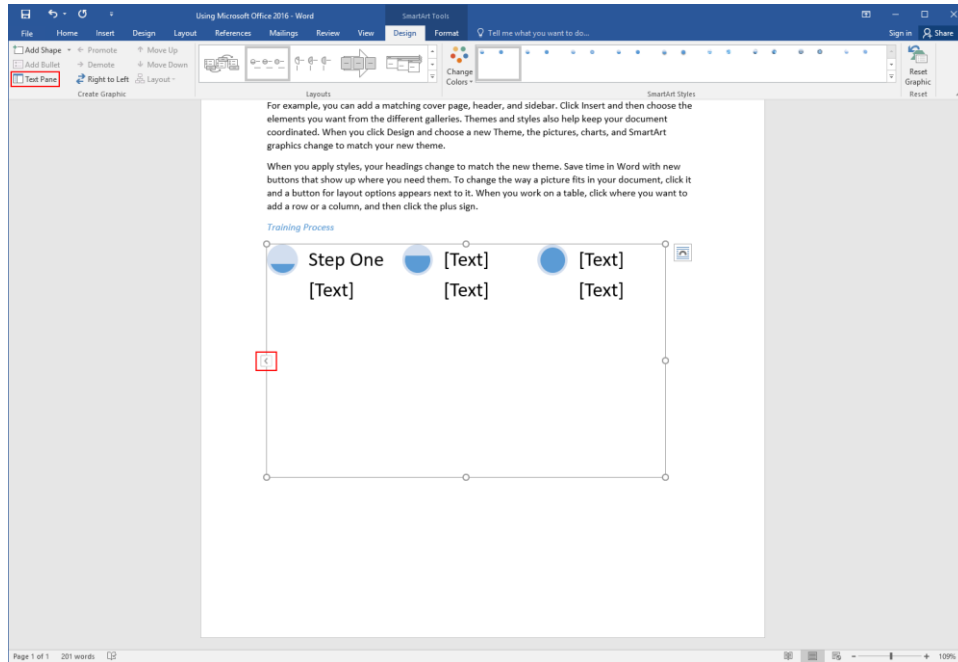 Using Microsoft Office 2016 - Word
SmartArt Tools
File Home Insert Design Layout References Mailings Review View Design Format Tell me what you want to do... Sign in Share
Add Shape Promote Move Up
Add Bullet Demote Move Down
Text Pane Right to Left Layout
Change
Colors
Reset
Graphic
Create Graphic Layouts SmartArt Styles Reset
For example, you can add a matching cover page, header, and sidebar. Click Insert and then choose the
elements you want from the different galleries. Themes and styles also help keep your document
coordinated. When you click Design and choose a new Theme, the pictures, charts, and SmartArt
graphics change to match your new theme.
When you apply styles, your headings change to match the new theme. Save time in Word with new
buttons that show up where you need them. To change the way a picture fits in your document, click it
and a button for layout options appears next to it. When you work on a table, click where you want to
add a row or a column, and then click the plus sign.
Training Process
Step One [Text] [Text]
[Text] [Text] [Text]
Page 1 of 1 201 words 109%